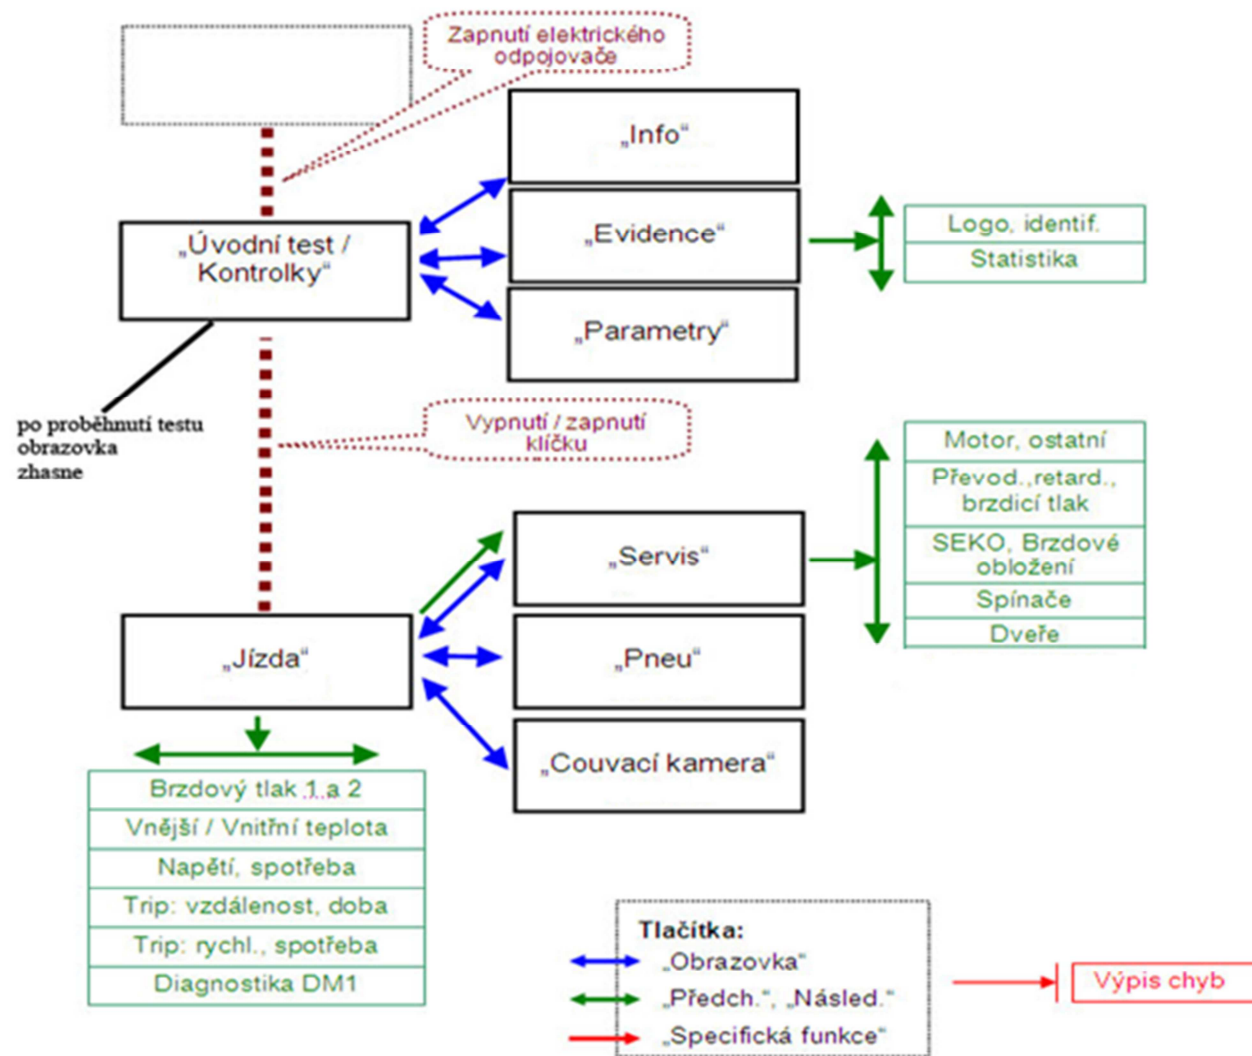 Zapnutí elektrického
odpojovače
„Info“
„Úvodní test /
Kontrolky“
„Evidence“
Logo, identif.
Statistika
„Parametry“
po proběhnutí testu
obrazovka
zhasne
Vypnutí / zapnutí
klíčku
Motor, ostatní
Převod.,retard.,
brzdicí tlak
SEKO, Brzdové
obložení
Spínače
Dveře
„Servis“
„Jízda“
„Pneu“
„Couvací kamera“
Brzdový tlak 1 a 2
Vnější / Vnitřní teplota
Napětí, spotřeba
Trip: vzdálenost, doba
Trip: rychl., spotřeba
Diagnostika DM1
Tlačítka:
„Obrazovka“
„Předch.“, „Násled.“
„Specifická funkce“
Výpis chyb